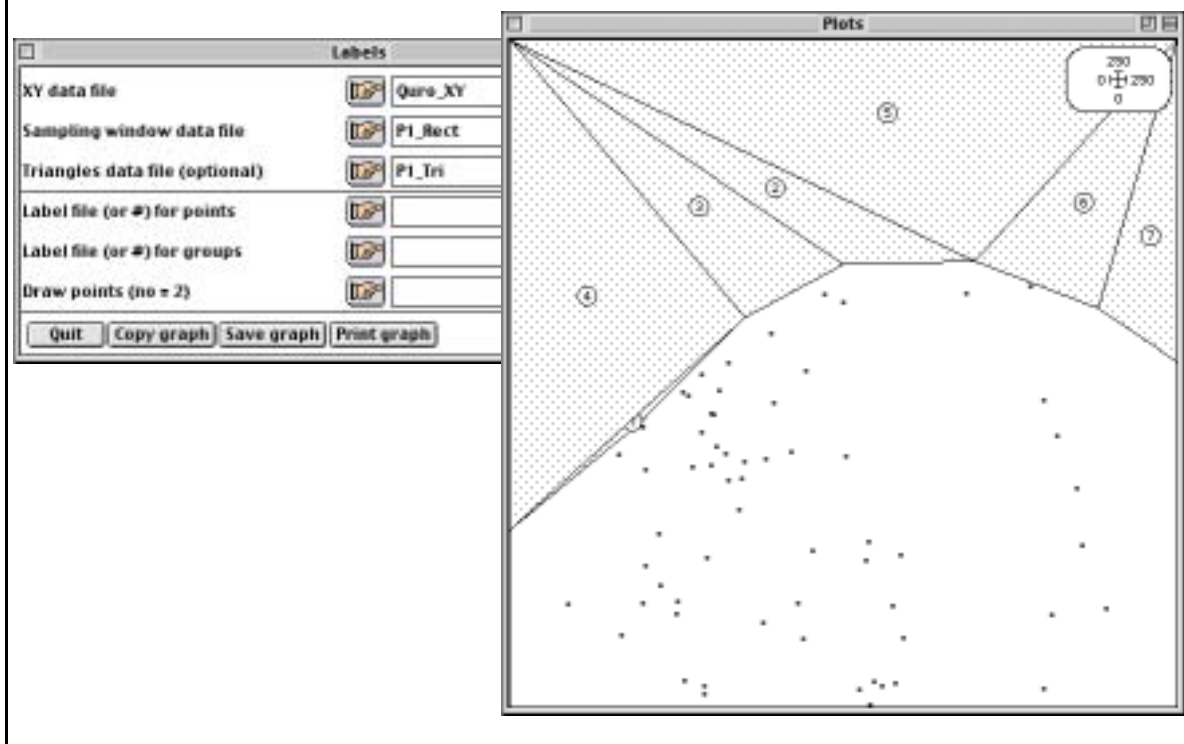 Labels
XY data file
Quro_XY
Sampling window data file
P1_Rect
Triangles data file (optional)
P1_Tri
Label file (or #) for points
Label file (or #) for groups
Draw points (no = 2)
Quit Copy graph Save graph Print graph
Plots
290
0 290
0
5
2
3
6
7
4
1